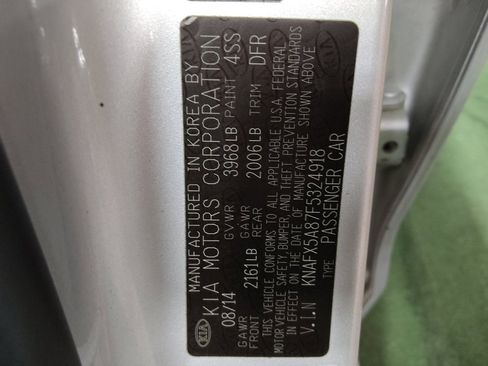 MANUFACTURED IN KOREA BY
KIA KIA MOTORS CORPORATION
08/14 GVWR 3968LB PAINT 4SS
GAWR FRONT 2161LB GAWR REAR 2006LB TRIM DFR
THIS VEHICLE CONFORMS TO ALL APPLICABLE U.S.A. FEDERAL
MOTOR VEHICLE SAFETY, BUMPER, AND THEFT PREVENTION STANDARDS
IN EFFECT ON THE DATE OF MANUFACTURE SHOWN ABOVE
V.I.N KNAFX5A87F5324918
TYPE PASSENGER CAR